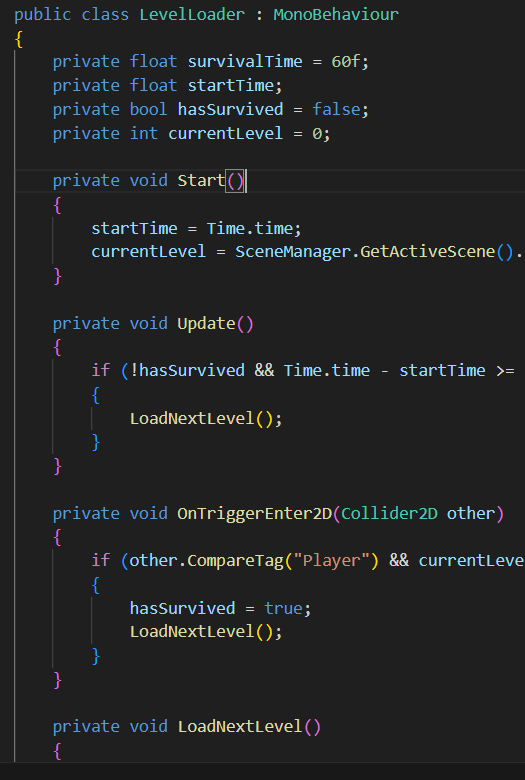 public class LevelLoader : MonoBehaviour
{
private float survivalTime = 60f;
private float startTime;
private bool hasSurvived = false;
private int currentLevel = 0;
private void Start()
{
startTime = Time.time;
currentLevel = SceneManager.GetActiveScene().
}
private void Update()
{
if (!hasSurvived && Time.time - startTime >=
{
LoadNextLevel();
}
}
private void OnTriggerEnter2D(Collider2D other)
{
if (other.CompareTag("Player") && currentLeve
{
hasSurvived = true;
LoadNextLevel();
}
}
private void LoadNextLevel()
{